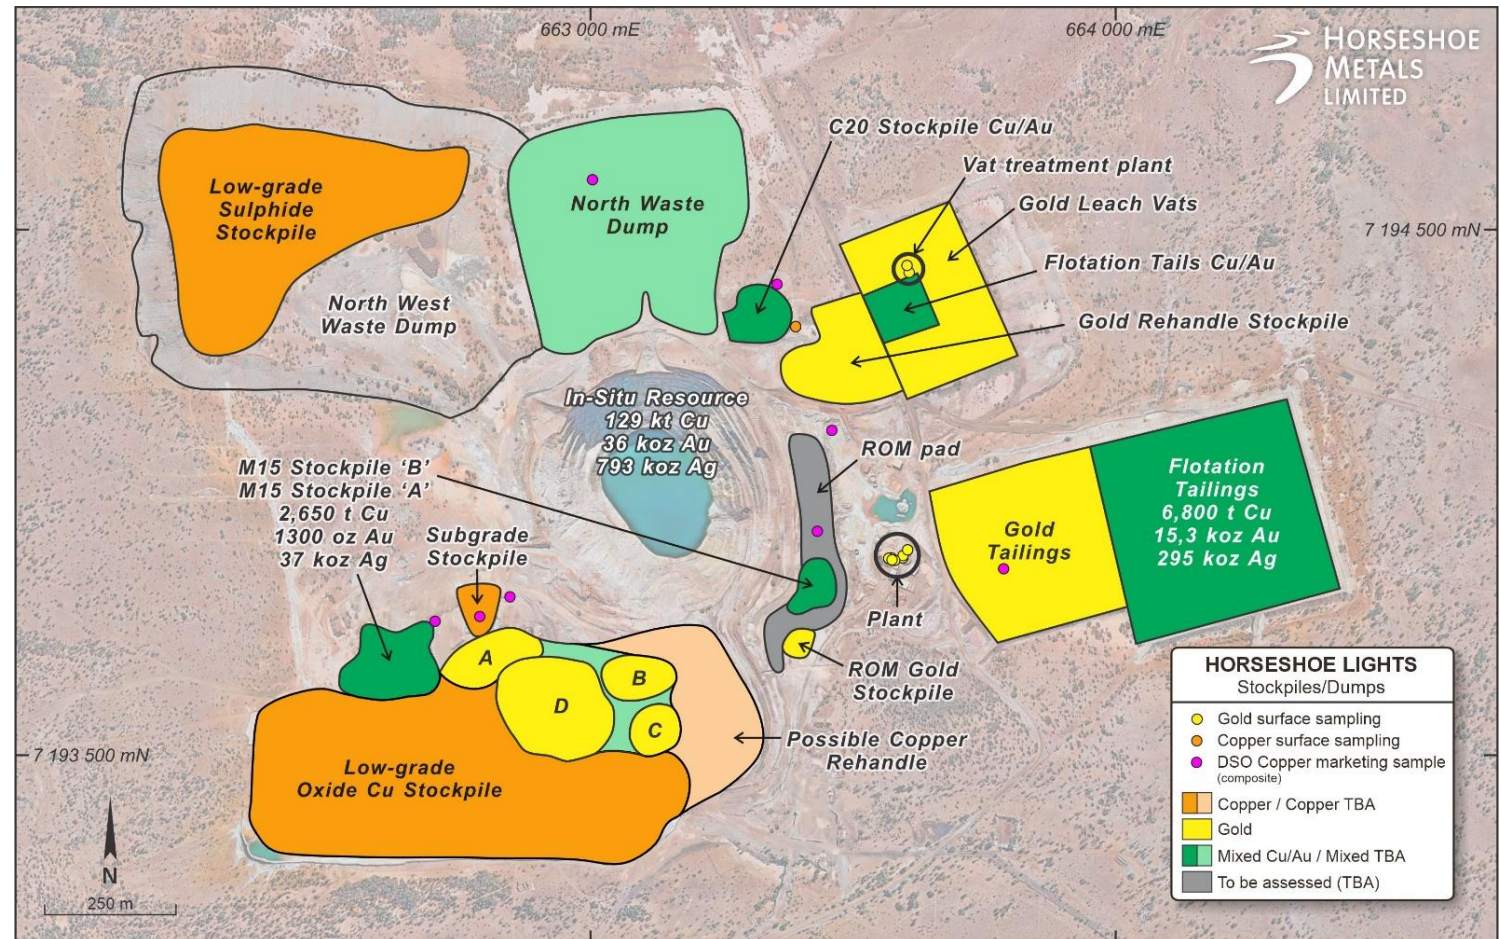 663 000 mE
664 000 mE
HORSESHOE
METALS
LIMITED
C20 Stockpile Cu/Au
Vat treatment plant
Low-grade
Sulphide
Stockpile
North Waste
Dump
Gold Leach Vats
7 194 500 mN
Flotation Tails Cu/Au
North West
Waste Dump
Gold Rehandle Stockpile
In-Situ Resource
129 kt Cu
36 koz Au
793 koz Ag
ROM pad
M15 Stockpile ‘B’
M15 Stockpile ‘A’
2,650 t Cu
1300 oz Au
37 koz Ag
Subgrade
Stockpile
Gold
Tailings
Flotation
Tailings
6,800 t Cu
15,3 koz Au
295 koz Ag
Plant
A
B
C
D
ROM Gold
Stockpile
Possible Copper
Rehandle
7 193 500 mN
Low-grade
Oxide Cu Stockpile
N
250 m
HORSESHOE LIGHTS
Stockpiles/Dumps
Gold surface sampling
Copper surface sampling
DSO Copper marketing sample
(composite)
Copper / Copper TBA
Gold
Mixed Cu/Au / Mixed TBA
To be assessed (TBA)